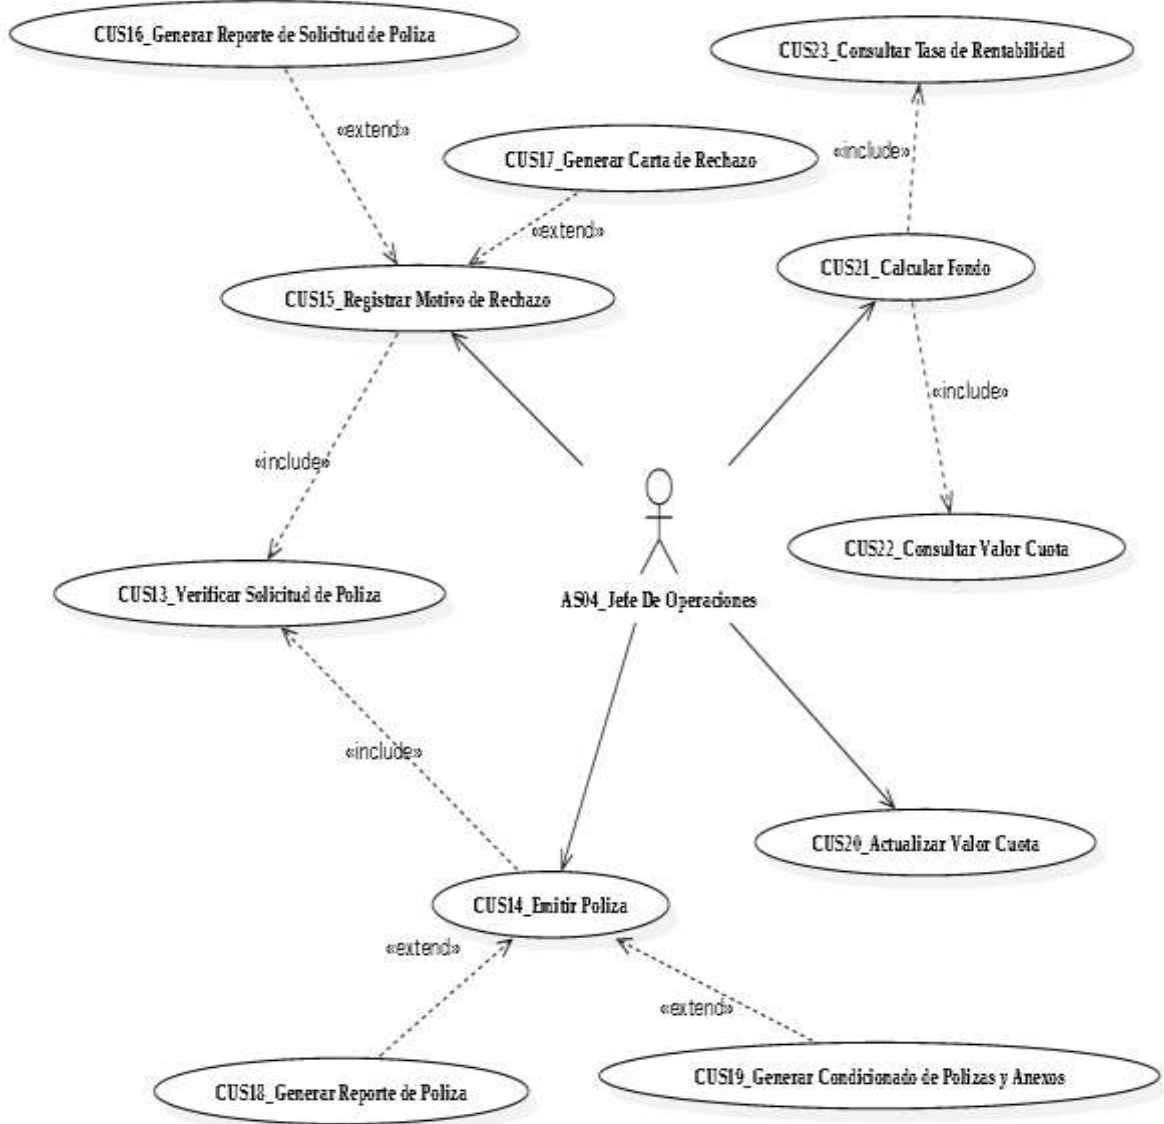 CUS16_Generar Reporte de Solicitud de Poliza
CUS23_Consultar Tasa de Rentabilidad
«extend»
«include»
CUS17_Generar Carta de Rechazo
«extend»
CUS21_Calcular Fondo
CUS15_Registrar Motivo de Rechazo
«include»
«include»
CUS22_Consultar Valor Cuota
CUS13_Verificar Solicitud de Poliza
AS04_Jefe De Operaciones
«include»
CUS20_Actualizar Valor Cuota
CUS14_Emitir Poliza
«extend»
«extend»
CUS19_Generar Condicionado de Polizas y Anexos
CUS18_Generar Reporte de Poliza